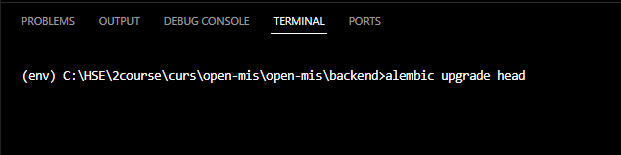 PROBLEMS OUTPUT DEBUG CONSOLE TERMINAL PORTS
(env) C:\HSE\2course\curs\open-mis\open-mis\backend>alembic upgrade head